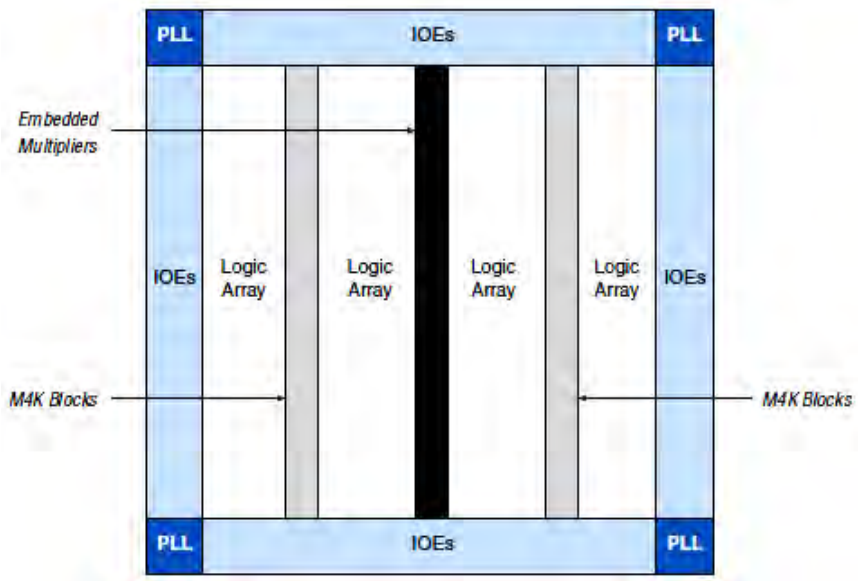 PLL
IOEs
PLL
Embedded
Multipliers
IOEs
Logic
Array
Logic
Array
Logic
Array
Logic
Array
IOEs
M4K Blocks
M4K Blocks
PLL
IOEs
PLL